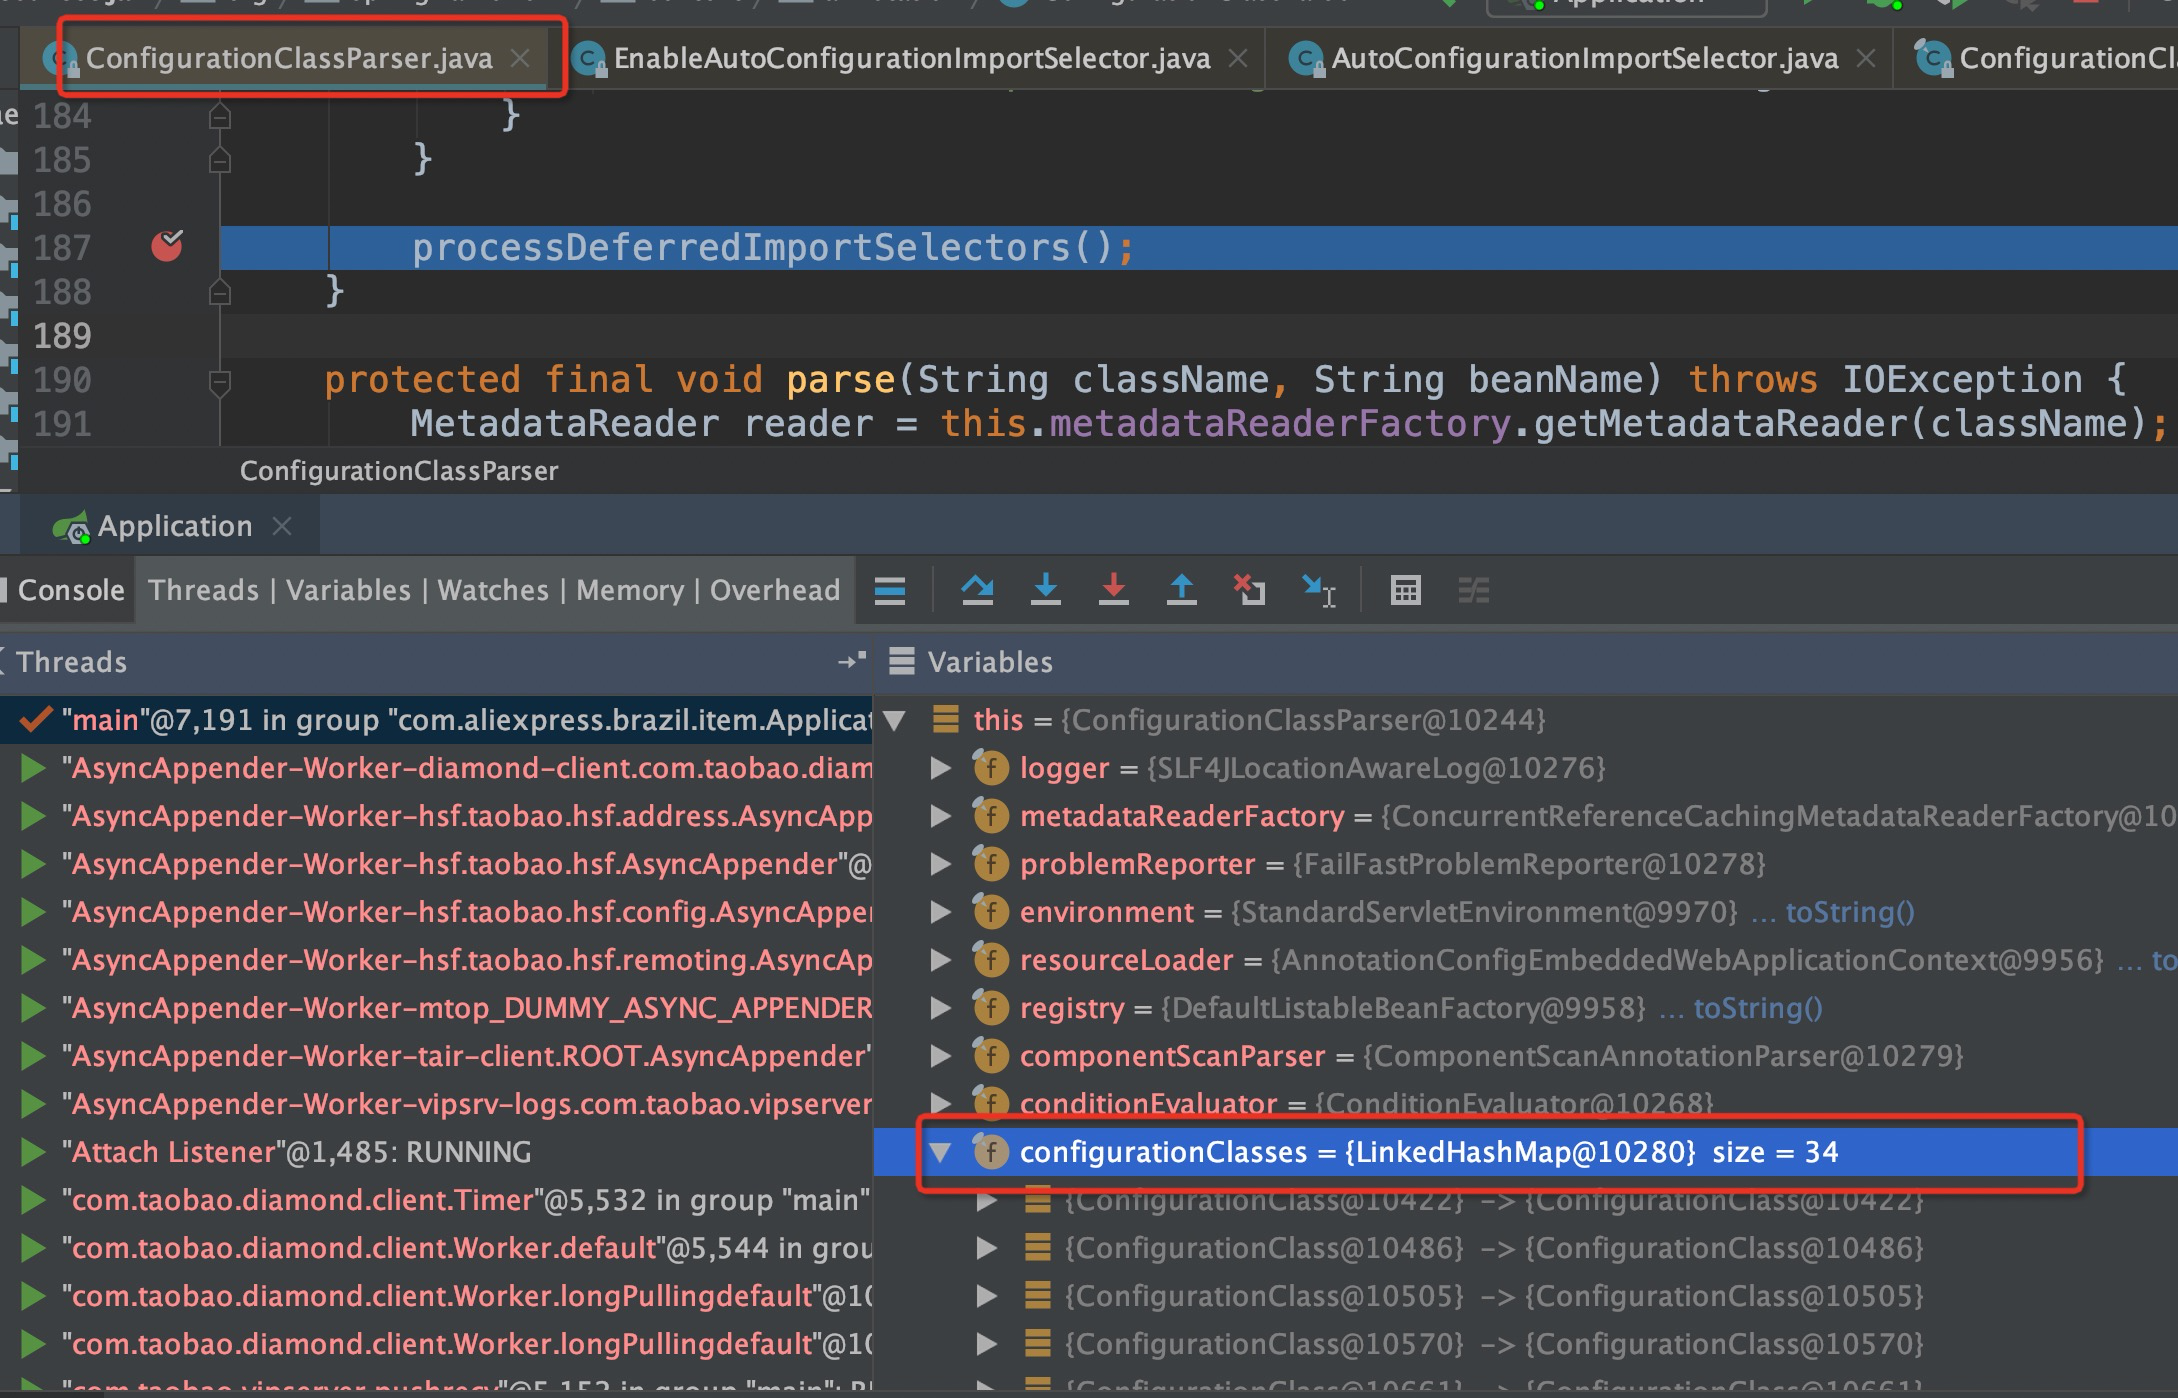 ConfigurationClassParser.java
EnableAutoConfigurationImportSelector.java
AutoConfigurationImportSelector.java
ConfigurationCl
184 }
185 }
186
187 processDeferredImportSelectors();
188 }
189
190 protected final void parse(String className, String beanName) throws IOException {
191 MetadataReader reader = this.metadataReaderFactory.getMetadataReader(className);
ConfigurationClassParser
Application
Console
Threads | Variables | Watches | Memory | Overhead
Threads
"main"@7,191 in group "com.aliexpress.brazil.item.Applicat
"AsyncAppender-Worker-diamond-client.com.taobao.diam
"AsyncAppender-Worker-hsf.taobao.hsf.address.AsyncApp
"AsyncAppender-Worker-hsf.taobao.hsf.AsyncAppender"@
"AsyncAppender-Worker-hsf.taobao.hsf.config.AsyncAppe
"AsyncAppender-Worker-hsf.taobao.hsf.remoting.AsyncAp
"AsyncAppender-Worker-mtop_DUMMY_ASYNC_APPENDER
"AsyncAppender-Worker-tair-client.ROOT.AsyncAppender"
"AsyncAppender-Worker-vipsrv-logs.com.taobao.vipserver
"Attach Listener"@1,485: RUNNING
"com.taobao.diamond.client.Timer"@5,532 in group "main"
"com.taobao.diamond.client.Worker.default"@5,544 in grou
"com.taobao.diamond.client.Worker.longPullingdefault"@10
"com.taobao.diamond.client.Worker.longPullingdefault"@10
Variables
this = {ConfigurationClassParser@10244}
logger = {SLF4JLocationAwareLog@10276}
metadataReaderFactory = {ConcurrentReferenceCachingMetadataReaderFactory@10
problemReporter = {FailFastProblemReporter@10278}
environment = {StandardServletEnvironment@9970} ... toString()
resourceLoader = {AnnotationConfigEmbeddedWebApplicationContext@9956} ... to
registry = {DefaultListableBeanFactory@9958} ... toString()
componentScanParser = {ComponentScanAnnotationParser@10279}
conditionEvaluator = {ConditionEvaluator@10268}
configurationClasses = {LinkedHashMap@10280} size = 34
{ConfigurationClass@10422} -> {ConfigurationClass@10422}
{ConfigurationClass@10486} -> {ConfigurationClass@10486}
{ConfigurationClass@10505} -> {ConfigurationClass@10505}
{ConfigurationClass@10570} -> {ConfigurationClass@10570}
{ConfigurationClass@10661} -> {ConfigurationClass@10661}